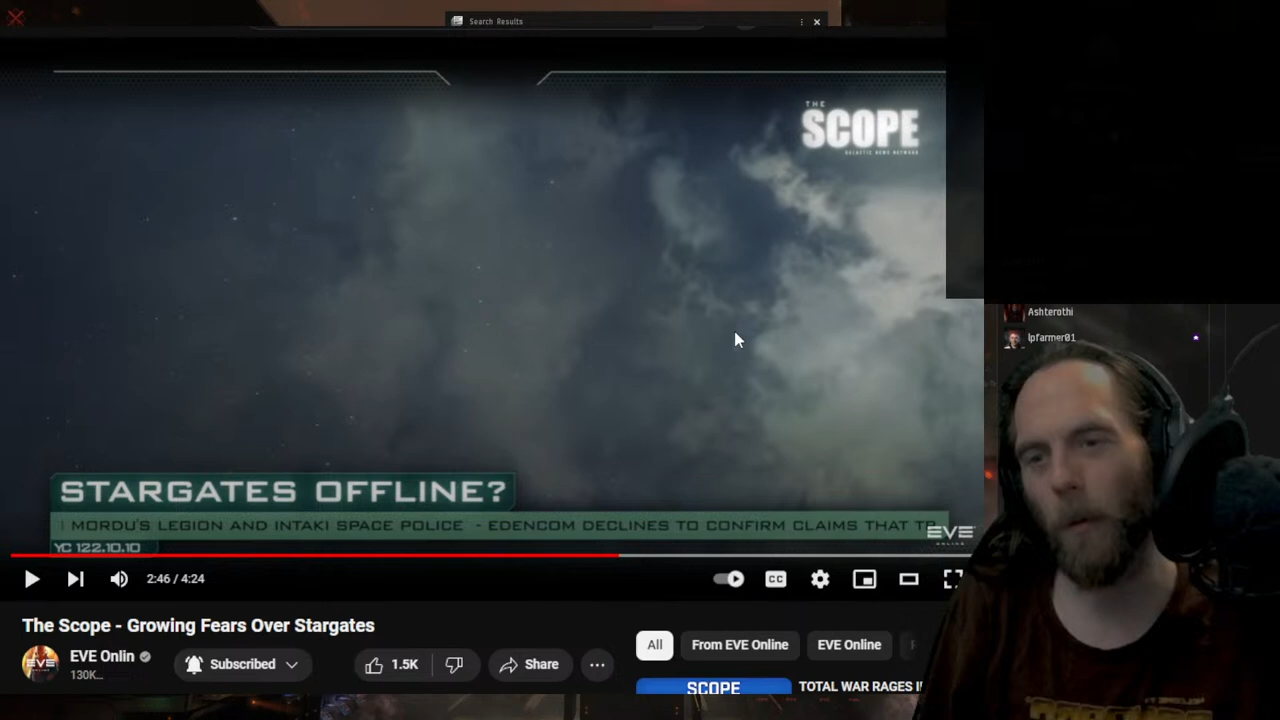 Search Results
THE
SCOPE
GALACTIC NEWS NETWORK
Ashterothi
lpfarmer01
STARGATES OFFLINE?
MORDU'S LEGION AND INTAKI SPACE POLICE - EDENCOM DECLINES TO CONFIRM CLAIMS THAT
EVE
ONLINE
YC 122.10.10
2:46 / 4:24
CC
The Scope - Growing Fears Over Stargates
EVE Onlin
130K...
Subscribed
1.5K
Share
All
From EVE Online
EVE Online
SCOPE
TOTAL WAR RAGES